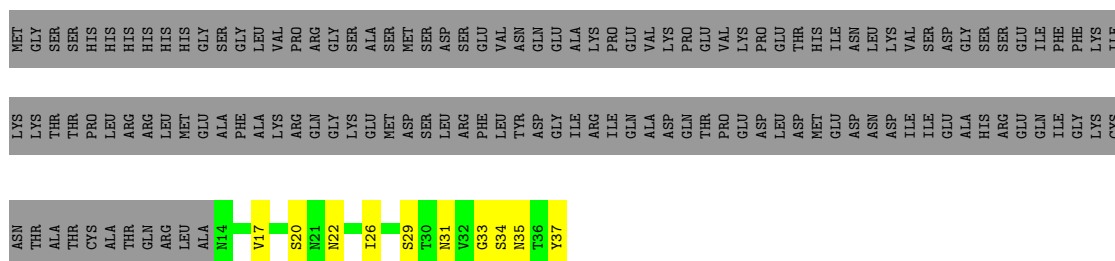 MET GLY SER SER HIS HIS HIS HIS HIS HIS GLY SER GLY LEU VAL PRO ARG GLY SER ALA SER MET SER ASP SER GLU VAL ASN GLN GLU ALA LYS PRO GLU VAL LYS PRO GLU VAL LYS PRO GLU THR HIS ILE ASN LEU LYS VAL SER ASP GLY SER SER GLU ILE PHE PHE LYS ILE
LYS LYS THR THR PRO LEU ARG ARG LEU MET GLU ALA PHE ALA LYS ARG GLN GLY LYS GLU MET ASP SER LEU ARG PHE LEU TYR ASP GLY ILE ARG ILE GLN ALA ASP GLN THR PRO GLU ASP LEU ASP MET GLU ASP ASN ASP ILE ILE GLU ALA HIS ARG GLU GLN ILE GLY LYS CYS
ASN THR ALA THR CYS ALA THR GLN ARG LEU ALA N14 V17 S20 N21 N22 I26 S29 T30 N31 V32 G33 S34 N35 T36 Y37